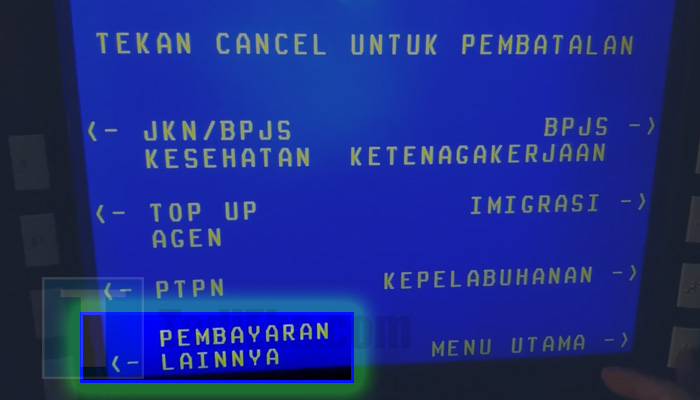 TEKAN CANCEL UNTUK PEMBATALAN
<- JKN/BPJS
KESEHATAN
BPJS ->
KETENAGAKERJAAN
<- TOP UP
AGEN
IMIGRASI ->
<- PTPN
KEPELABUHANAN ->
PEMBAYARAN
<- LAINNYA
MENU UTAMA ->